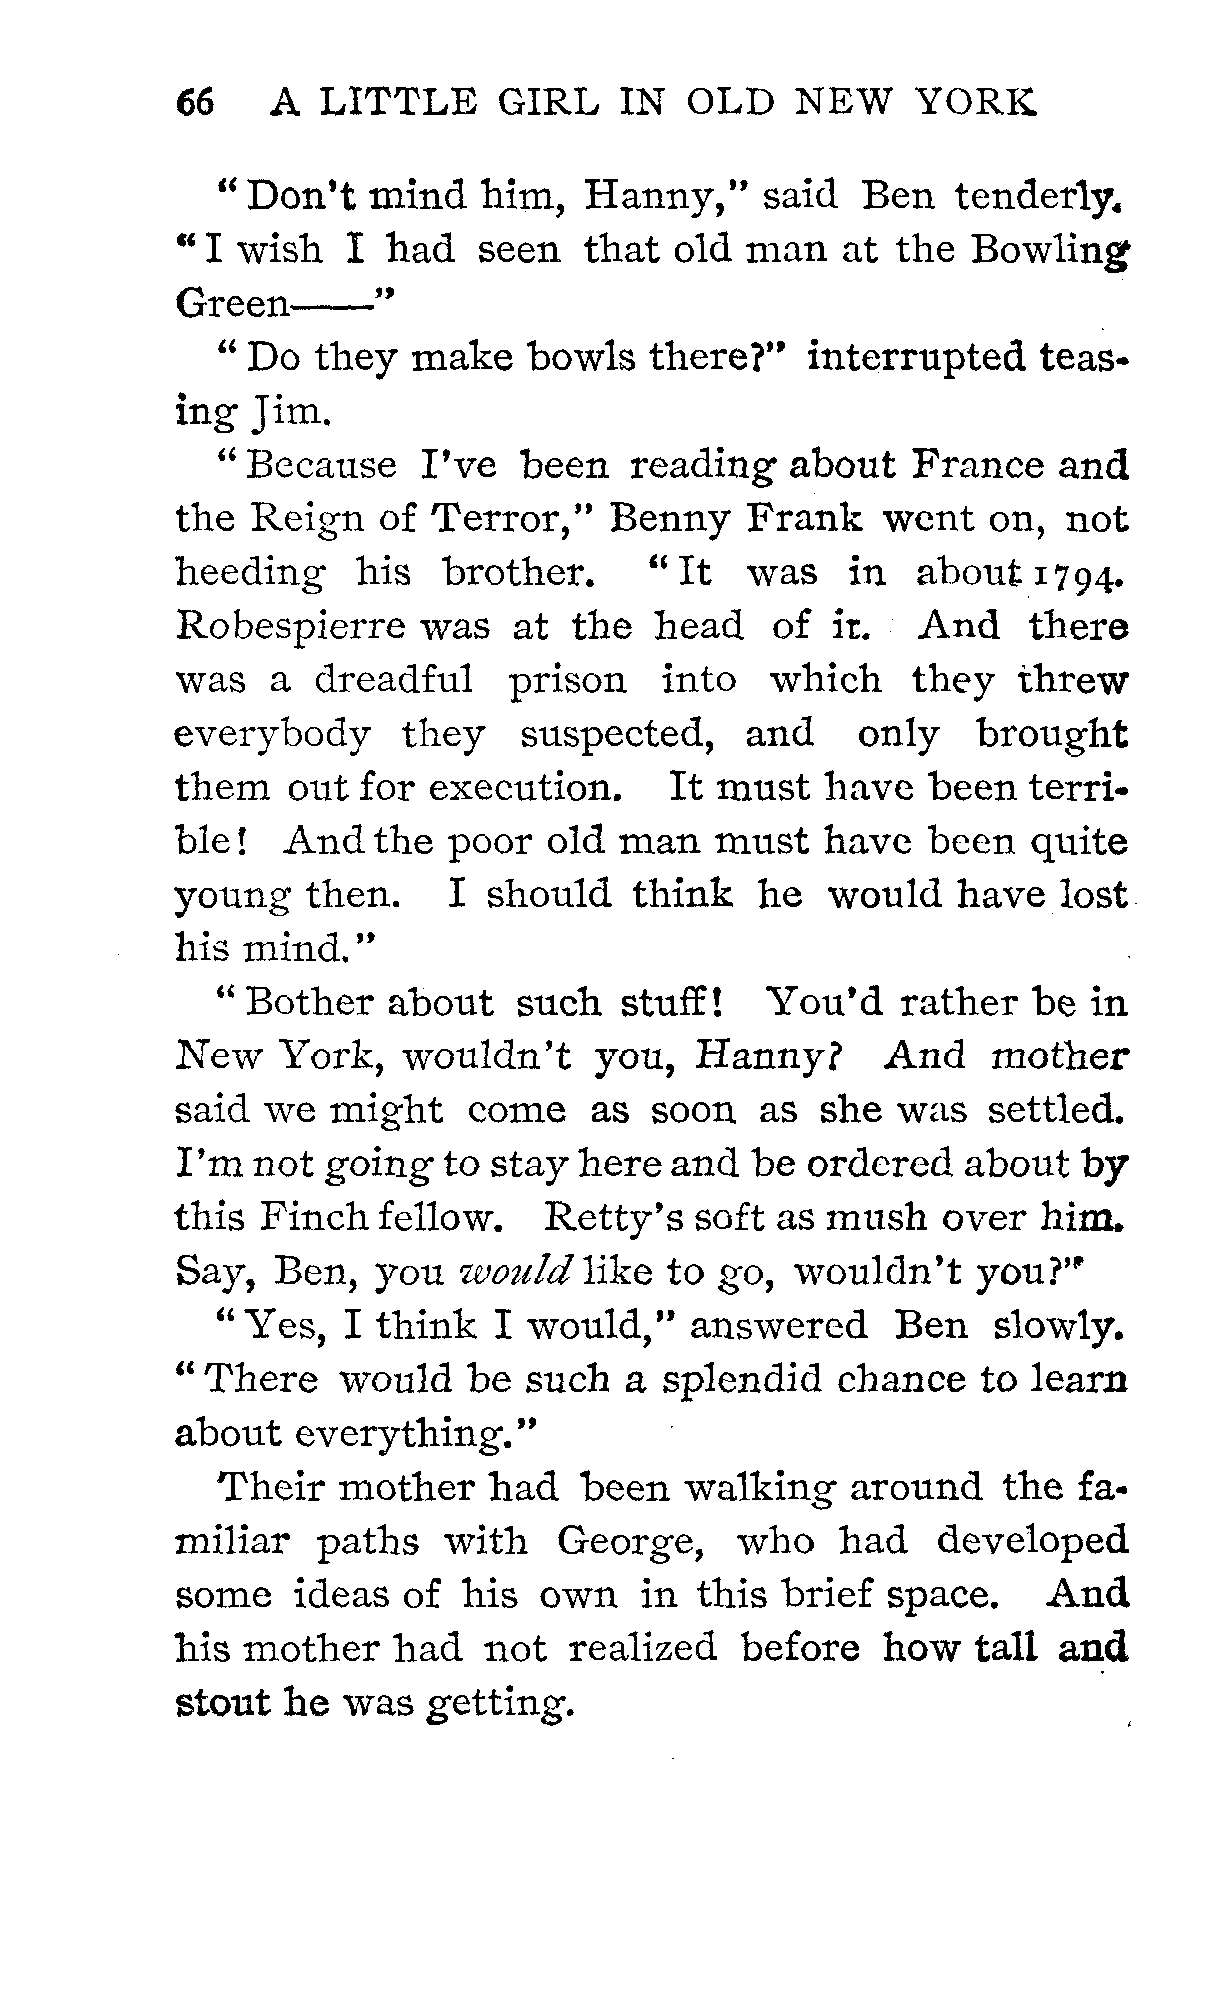 66 A LITTLE GIRL IN OLD NEW YORK
“Don't mind him, Hanny,” said Ben tenderly.
“I wish I had seen that old man at the Bowling
Green——”
“Do they make bowls there?” interrupted teas-
ing Jim.
“Because I've been reading about France and
the Reign of Terror,” Benny Frank went on, not
heeding his brother. “It was in about 1794.
Robespierre was at the head of it. And there
was a dreadful prison into which they threw
everybody they suspected, and only brought
them out for execution. It must have been terri-
ble! And the poor old man must have been quite
young then. I should think he would have lost
his mind.”
“Bother about such stuff! You'd rather be in
New York, wouldn't you, Hanny? And mother
said we might come as soon as she was settled.
I'm not going to stay here and be ordered about by
this Finch fellow. Retty's soft as mush over him.
Say, Ben, you would like to go, wouldn't you?”
“Yes, I think I would,” answered Ben slowly.
“There would be such a splendid chance to learn
about everything.”
Their mother had been walking around the fa-
miliar paths with George, who had developed
some ideas of his own in this brief space. And
his mother had not realized before how tall and
stout he was getting.